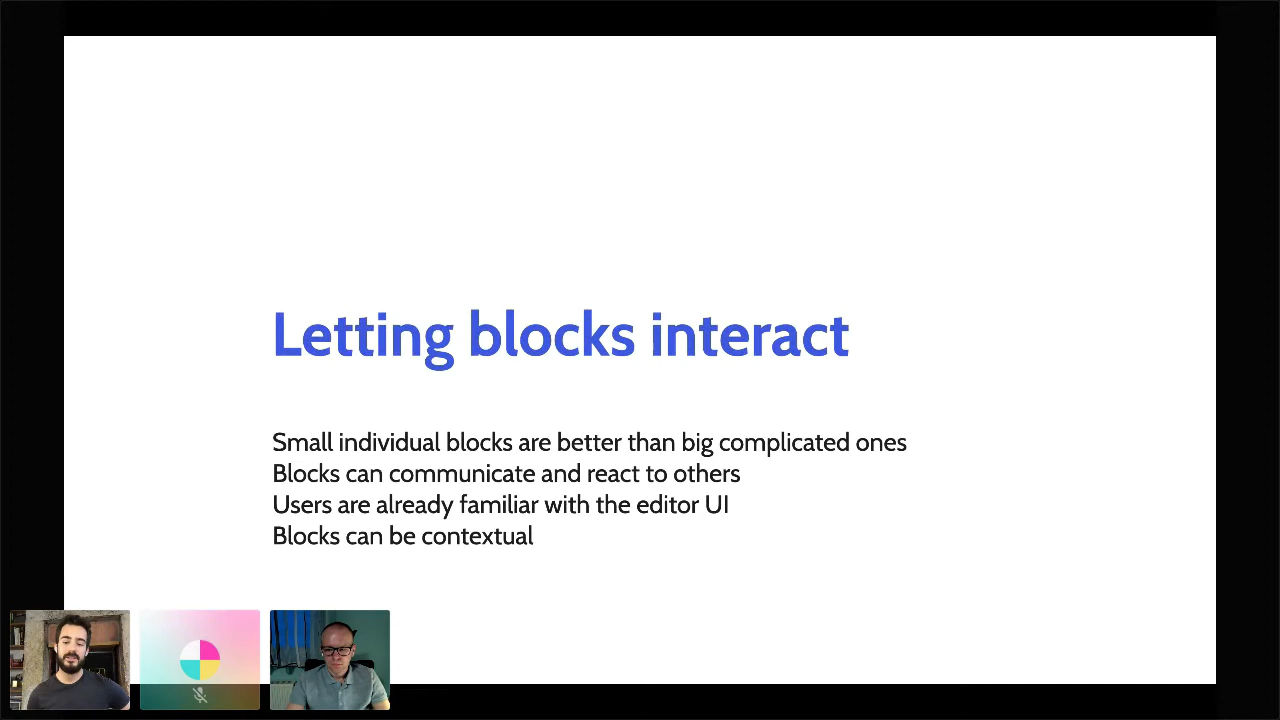 Letting blocks interact
Small individual blocks are better than big complicated ones
Blocks can communicate and react to others
Users are already familiar with the editor UI
Blocks can be contextual